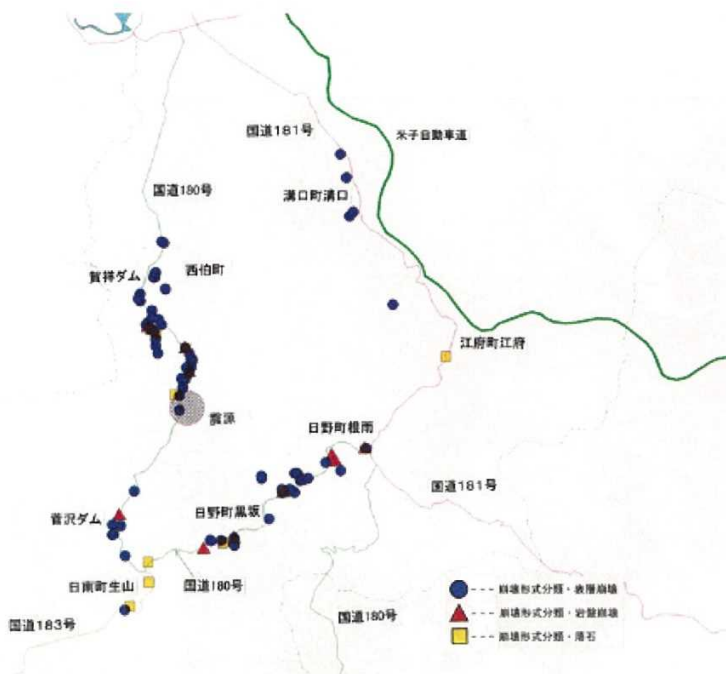 国道181号
米子自動車道
国道180号
溝口町溝口
賀祥ダム
西伯町
江府町江府
震源
日野町根雨
菅沢ダム
日野町黒坂
国道181号
日南町生山
国道180号
国道183号
国道180号
崩壊形式分類・表層崩壊
崩壊形式分類・岩盤崩壊
崩壊形式分類・落石